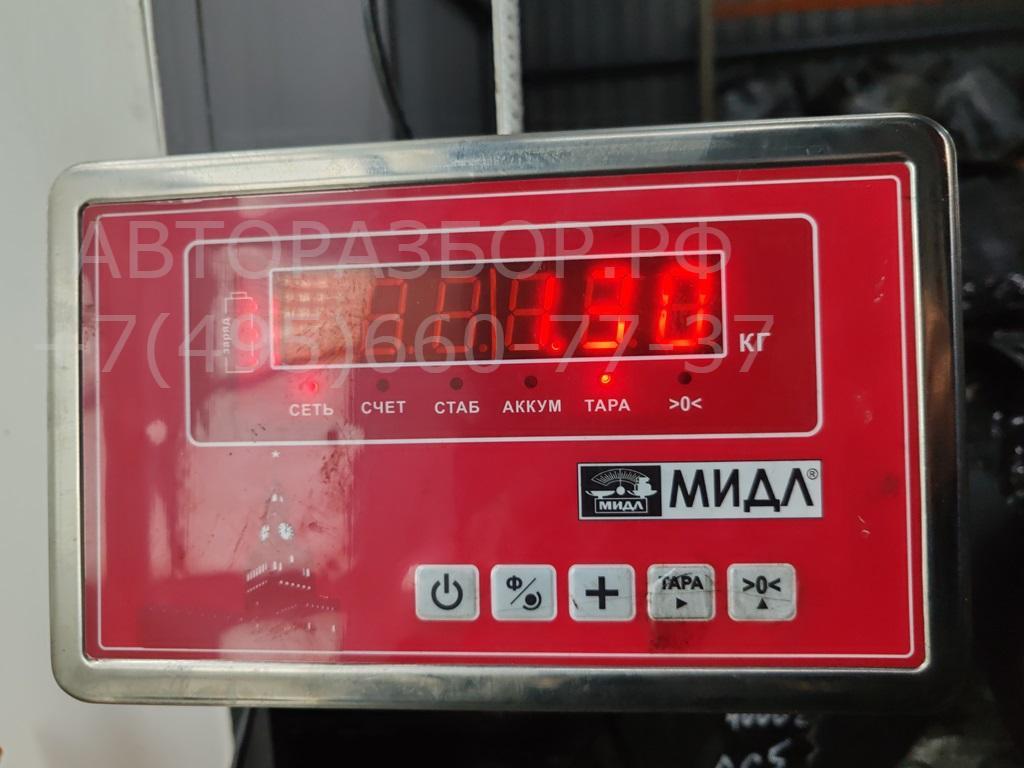 АВТОРАЗБОР.РФ
+7(495)660-77-37
заряд
КГ
СЕТЬ СЧЕТ СТАБ АККУМ ТАРА >0<
МИДЛ МИДЛ®
Ф/ ТАРА >0<